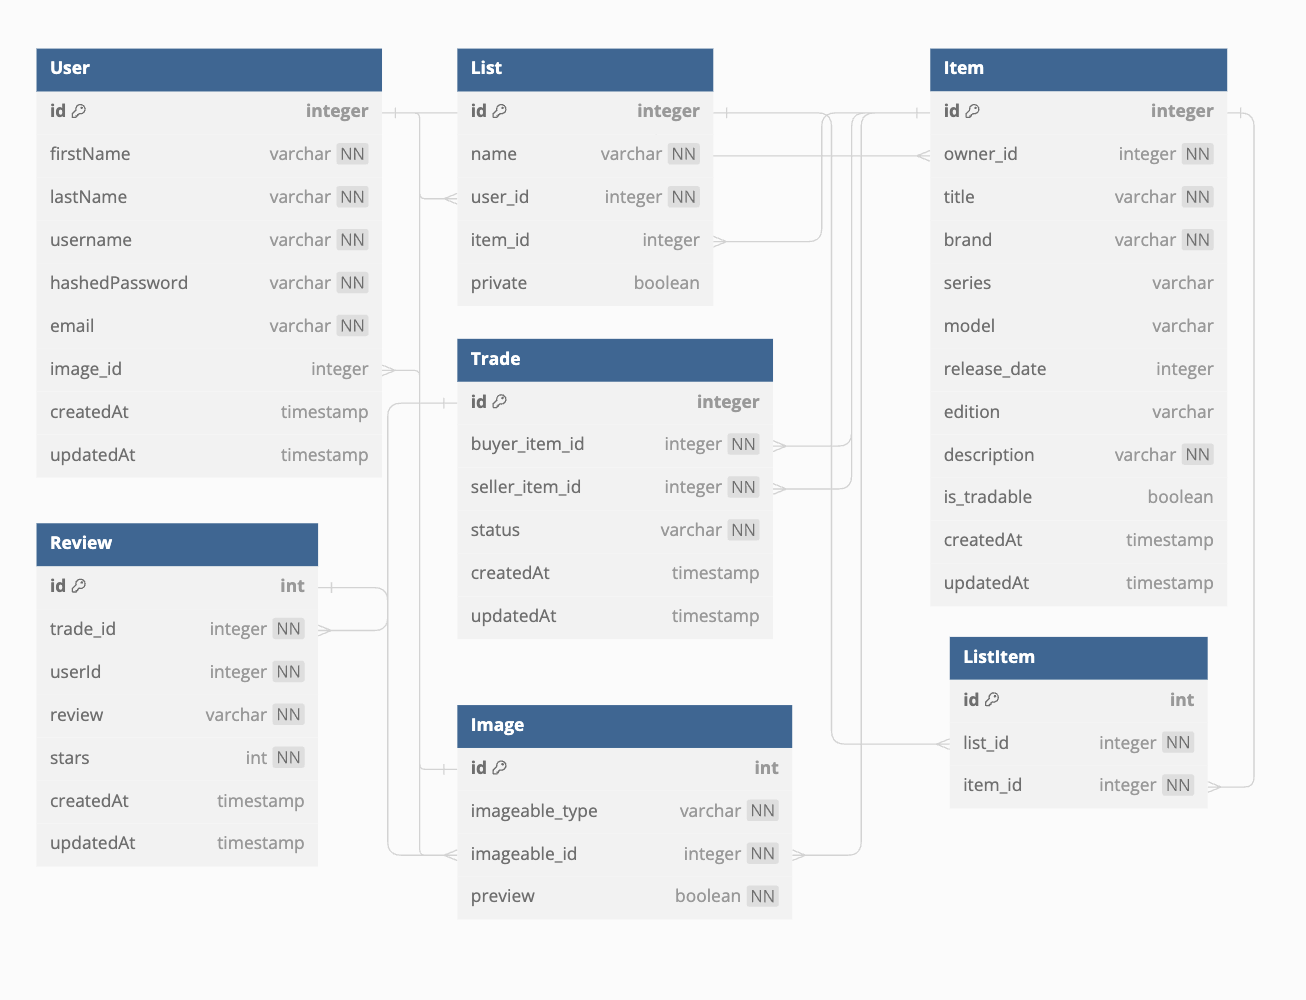 User
id integer
firstName varchar NN
lastName varchar NN
username varchar NN
hashedPassword varchar NN
email varchar NN
image_id integer
createdAt timestamp
updatedAt timestamp
List
id integer
name varchar NN
user_id integer NN
item_id integer
private boolean
Item
id integer
owner_id integer NN
title varchar NN
brand varchar NN
series varchar
model varchar
release_date integer
edition varchar
description varchar NN
is_tradable boolean
createdAt timestamp
updatedAt timestamp
Trade
id integer
buyer_item_id integer NN
seller_item_id integer NN
status varchar NN
createdAt timestamp
updatedAt timestamp
Review
id int
trade_id integer NN
userId integer NN
review varchar NN
stars int NN
createdAt timestamp
updatedAt timestamp
Image
id int
imageable_type varchar NN
imageable_id integer NN
preview boolean NN
ListItem
id int
list_id integer NN
item_id integer NN